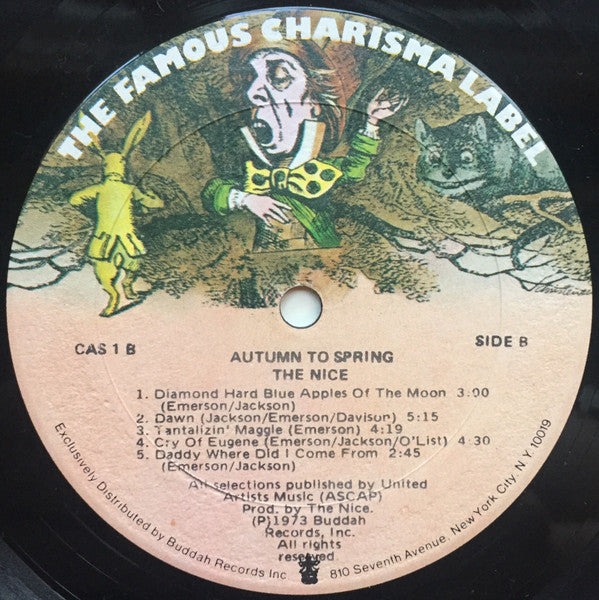 THE FAMOUS CHARISMA LABEL
CAS 1 B
SIDE B
AUTUMN TO SPRING
THE NICE
1. Diamond Hard Blue Apples Of The Moon 3:00
(Emerson/Jackson)
2. Dawn (Jackson/Emerson/Davison) 5:15
3. Tantalizin' Maggie (Emerson) 4:19
4. Cry Of Eugene (Emerson/Jackson/O'List) 4:30
5. Daddy Where Did I Come From 2:45
(Emerson/Jackson)
All selections published by United
Artists Music (ASCAP)
Prod. by The Nice.
(P)1973 Buddah
Records, Inc.
All rights
reserved
Exclusively Distributed by Buddah Records Inc
810 Seventh Avenue, New York City, N.Y. 10019